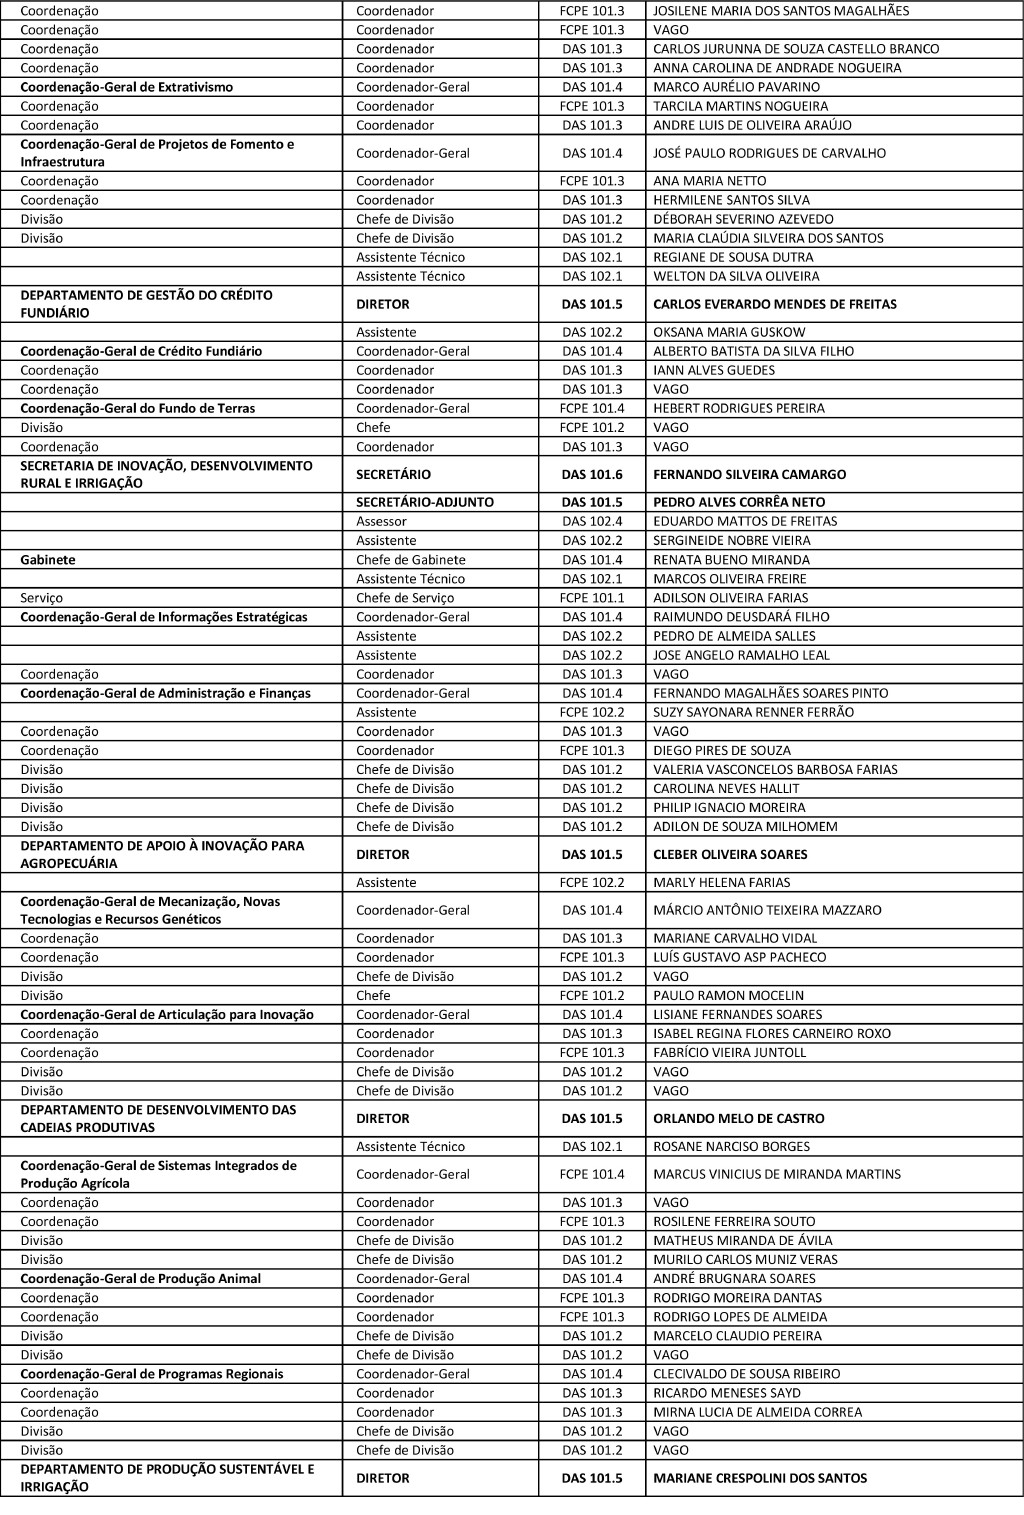 Coordenação Coordenador FCPE 101.3 JOSILENE MARIA DOS SANTOS MAGALHÃES
Coordenação Coordenador FCPE 101.3 VAGO
Coordenação Coordenador DAS 101.3 CARLOS JURUNNA DE SOUZA CASTELLO BRANCO
Coordenação Coordenador DAS 101.3 ANNA CAROLINA DE ANDRADE NOGUEIRA
Coordenação-Geral de Extrativismo Coordenador-Geral DAS 101.4 MARCO AURÉLIO PAVARINO
Coordenação Coordenador FCPE 101.3 TARCILA MARTINS NOGUEIRA
Coordenação Coordenador DAS 101.3 ANDRE LUIS DE OLIVEIRA ARAÚJO
Coordenação-Geral de Projetos de Fomento e
Infraestrutura Coordenador-Geral DAS 101.4 JOSÉ PAULO RODRIGUES DE CARVALHO
Coordenação Coordenador FCPE 101.3 ANA MARIA NETTO
Coordenação Coordenador DAS 101.3 HERMILENE SANTOS SILVA
Divisão Chefe de Divisão DAS 101.2 DÉBORAH SEVERINO AZEVEDO
Divisão Chefe de Divisão DAS 101.2 MARIA CLAÚDIA SILVEIRA DOS SANTOS
Assistente Técnico DAS 102.1 REGIANE DE SOUSA DUTRA
Assistente Técnico DAS 102.1 WELTON DA SILVA OLIVEIRA
DEPARTAMENTO DE GESTÃO DO CRÉDITO
FUNDIÁRIO DIRETOR DAS 101.5 CARLOS EVERARDO MENDES DE FREITAS
Assistente DAS 102.2 OKSANA MARIA GUSKOW
Coordenação-Geral de Crédito Fundiário Coordenador-Geral DAS 101.4 ALBERTO BATISTA DA SILVA FILHO
Coordenação Coordenador DAS 101.3 IANN ALVES GUEDES
Coordenação Coordenador DAS 101.3 VAGO
Coordenação-Geral do Fundo de Terras Coordenador-Geral FCPE 101.4 HEBERT RODRIGUES PEREIRA
Divisão Chefe FCPE 101.2 VAGO
Coordenação Coordenador DAS 101.3 VAGO
SECRETARIA DE INOVAÇÃO, DESENVOLVIMENTO
RURAL E IRRIGAÇÃO SECRETÁRIO DAS 101.6 FERNANDO SILVEIRA CAMARGO
SECRETÁRIO-ADJUNTO DAS 101.5 PEDRO ALVES CORRÊA NETO
Assessor DAS 102.4 EDUARDO MATTOS DE FREITAS
Assistente DAS 102.2 SERGINEIDE NOBRE VIEIRA
Gabinete Chefe de Gabinete DAS 101.4 RENATA BUENO MIRANDA
Assistente Técnico DAS 102.1 MARCOS OLIVEIRA FREIRE
Serviço Chefe de Serviço FCPE 101.1 ADILSON OLIVEIRA FARIAS
Coordenação-Geral de Informações Estratégicas Coordenador-Geral DAS 101.4 RAIMUNDO DEUSDARÁ FILHO
Assistente DAS 102.2 PEDRO DE ALMEIDA SALLES
Assistente DAS 102.2 JOSE ANGELO RAMALHO LEAL
Coordenação Coordenador DAS 101.3 VAGO
Coordenação-Geral de Administração e Finanças Coordenador-Geral DAS 101.4 FERNANDO MAGALHÃES SOARES PINTO
Assistente FCPE 102.2 SUZY SAYONARA RENNER FERRÃO
Coordenação Coordenador DAS 101.3 VAGO
Coordenação Coordenador FCPE 101.3 DIEGO PIRES DE SOUZA
Divisão Chefe de Divisão DAS 101.2 VALERIA VASCONCELOS BARBOSA FARIAS
Divisão Chefe de Divisão DAS 101.2 CAROLINA NEVES HALLIT
Divisão Chefe de Divisão DAS 101.2 PHILIP IGNACIO MOREIRA
Divisão Chefe de Divisão DAS 101.2 ADILON DE SOUZA MILHOMEM
DEPARTAMENTO DE APOIO À INOVAÇÃO PARA
AGROPECUÁRIA DIRETOR DAS 101.5 CLEBER OLIVEIRA SOARES
Assistente FCPE 102.2 MARLY HELENA FARIAS
Coordenação-Geral de Mecanização, Novas
Tecnologias e Recursos Genéticos Coordenador-Geral DAS 101.4 MÁRCIO ANTÔNIO TEIXEIRA MAZZARO
Coordenação Coordenador DAS 101.3 MARIANE CARVALHO VIDAL
Coordenação Coordenador FCPE 101.3 LUÍS GUSTAVO ASP PACHECO
Divisão Chefe de Divisão DAS 101.2 VAGO
Divisão Chefe FCPE 101.2 PAULO RAMON MOCELIN
Coordenação-Geral de Articulação para Inovação Coordenador-Geral DAS 101.4 LISIANE FERNANDES SOARES
Coordenação Coordenador DAS 101.3 ISABEL REGINA FLORES CARNEIRO ROXO
Coordenação Coordenador FCPE 101.3 FABRÍCIO VIEIRA JUNTOLL
Divisão Chefe de Divisão DAS 101.2 VAGO
Divisão Chefe de Divisão DAS 101.2 VAGO
DEPARTAMENTO DE DESENVOLVIMENTO DAS
CADEIAS PRODUTIVAS DIRETOR DAS 101.5 ORLANDO MELO DE CASTRO
Assistente Técnico DAS 102.1 ROSANE NARCISO BORGES
Coordenação-Geral de Sistemas Integrados de
Produção Agrícola Coordenador-Geral FCPE 101.4 MARCUS VINICIUS DE MIRANDA MARTINS
Coordenação Coordenador DAS 101.3 VAGO
Coordenação Coordenador FCPE 101.3 ROSILENE FERREIRA SOUTO
Divisão Chefe de Divisão DAS 101.2 MATHEUS MIRANDA DE ÁVILA
Divisão Chefe de Divisão DAS 101.2 MURILO CARLOS MUNIZ VERAS
Coordenação-Geral de Produção Animal Coordenador-Geral DAS 101.4 ANDRÉ BRUGNARA SOARES
Coordenação Coordenador FCPE 101.3 RODRIGO MOREIRA DANTAS
Coordenação Coordenador FCPE 101.3 RODRIGO LOPES DE ALMEIDA
Divisão Chefe de Divisão DAS 101.2 MARCELO CLAUDIO PEREIRA
Divisão Chefe de Divisão DAS 101.2 VAGO
Coordenação-Geral de Programas Regionais Coordenador-Geral DAS 101.4 CLECIVALDO DE SOUSA RIBEIRO
Coordenação Coordenador DAS 101.3 RICARDO MENESES SAYD
Coordenação Coordenador DAS 101.3 MIRNA LUCIA DE ALMEIDA CORREA
Divisão Chefe de Divisão DAS 101.2 VAGO
Divisão Chefe de Divisão DAS 101.2 VAGO
DEPARTAMENTO DE PRODUÇÃO SUSTENTÁVEL E
IRRIGAÇÃO DIRETOR DAS 101.5 MARIANE CRESPOLINI DOS SANTOS